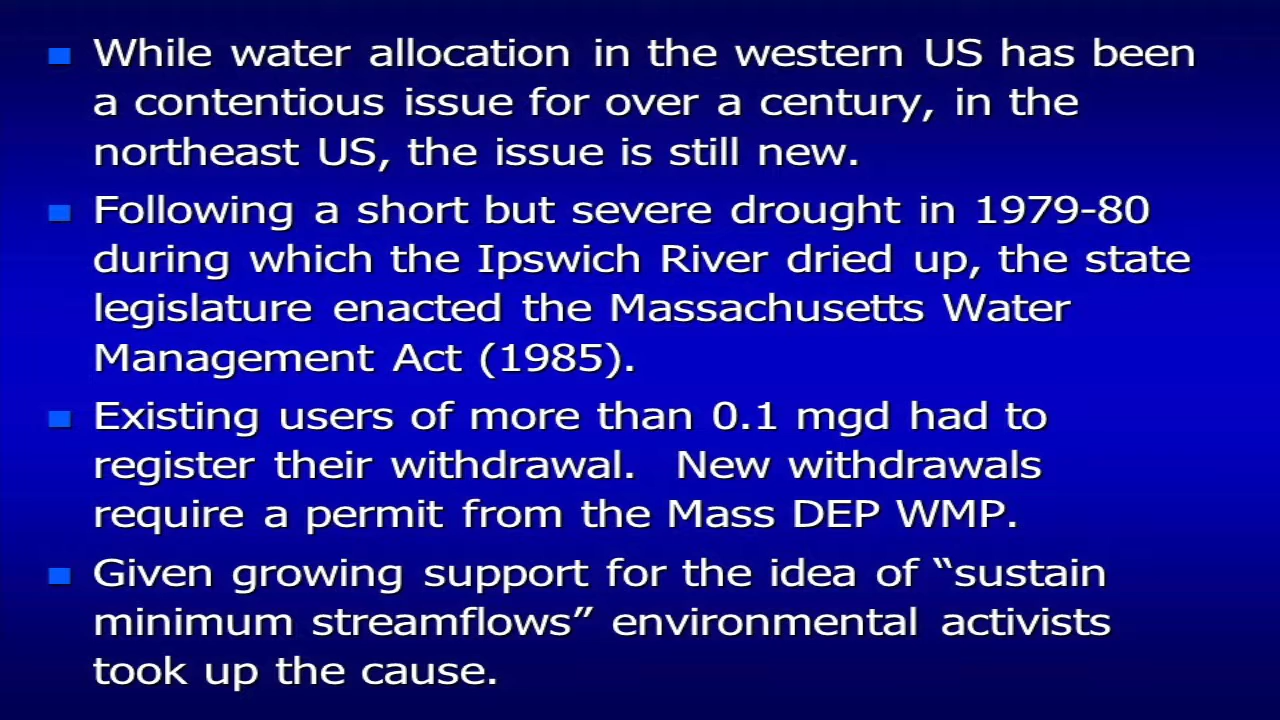 While water allocation in the western US has been
a contentious issue for over a century, in the
northeast US, the issue is still new.
Following a short but severe drought in 1979-80
during which the Ipswich River dried up, the state
legislature enacted the Massachusetts Water
Management Act (1985).
Existing users of more than 0.1 mgd had to
register their withdrawal.  New withdrawals
require a permit from the Mass DEP WMP.
Given growing support for the idea of “sustain
minimum streamflows” environmental activists
took up the cause.